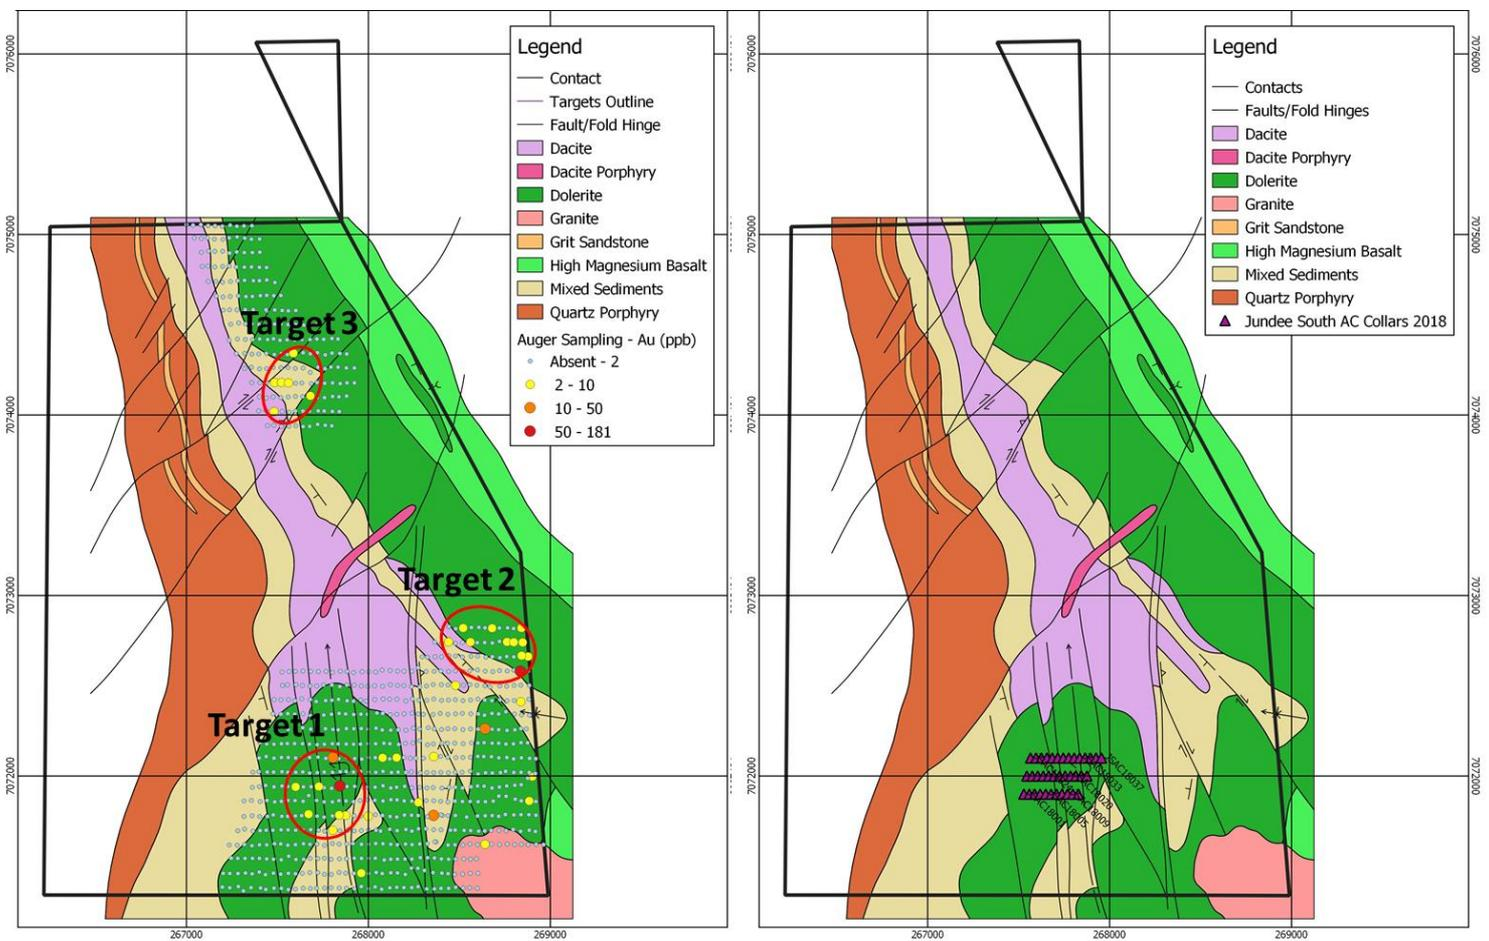 Legend
Contact
Targets Outline
Fault/Fold Hinge
Dacite
Dacite Porphyry
Dolerite
Granite
Grit Sandstone
High Magnesium Basalt
Mixed Sediments
Quartz Porphyry
Auger Sampling - Au (ppb)
Absent - 2
2 - 10
10 - 50
50 - 181
Target 3
Target 2
Target 1
7076000
7075000
7074000
7073000
7072000
267000
268000
269000
Legend
Contacts
Faults/Fold Hinges
Dacite
Dacite Porphyry
Dolerite
Granite
Grit Sandstone
High Magnesium Basalt
Mixed Sediments
Quartz Porphyry
Jundee South AC Collars 2018
7076000
7075000
7074000
7073000
7072000
JSAC18037
267000
268000
269000